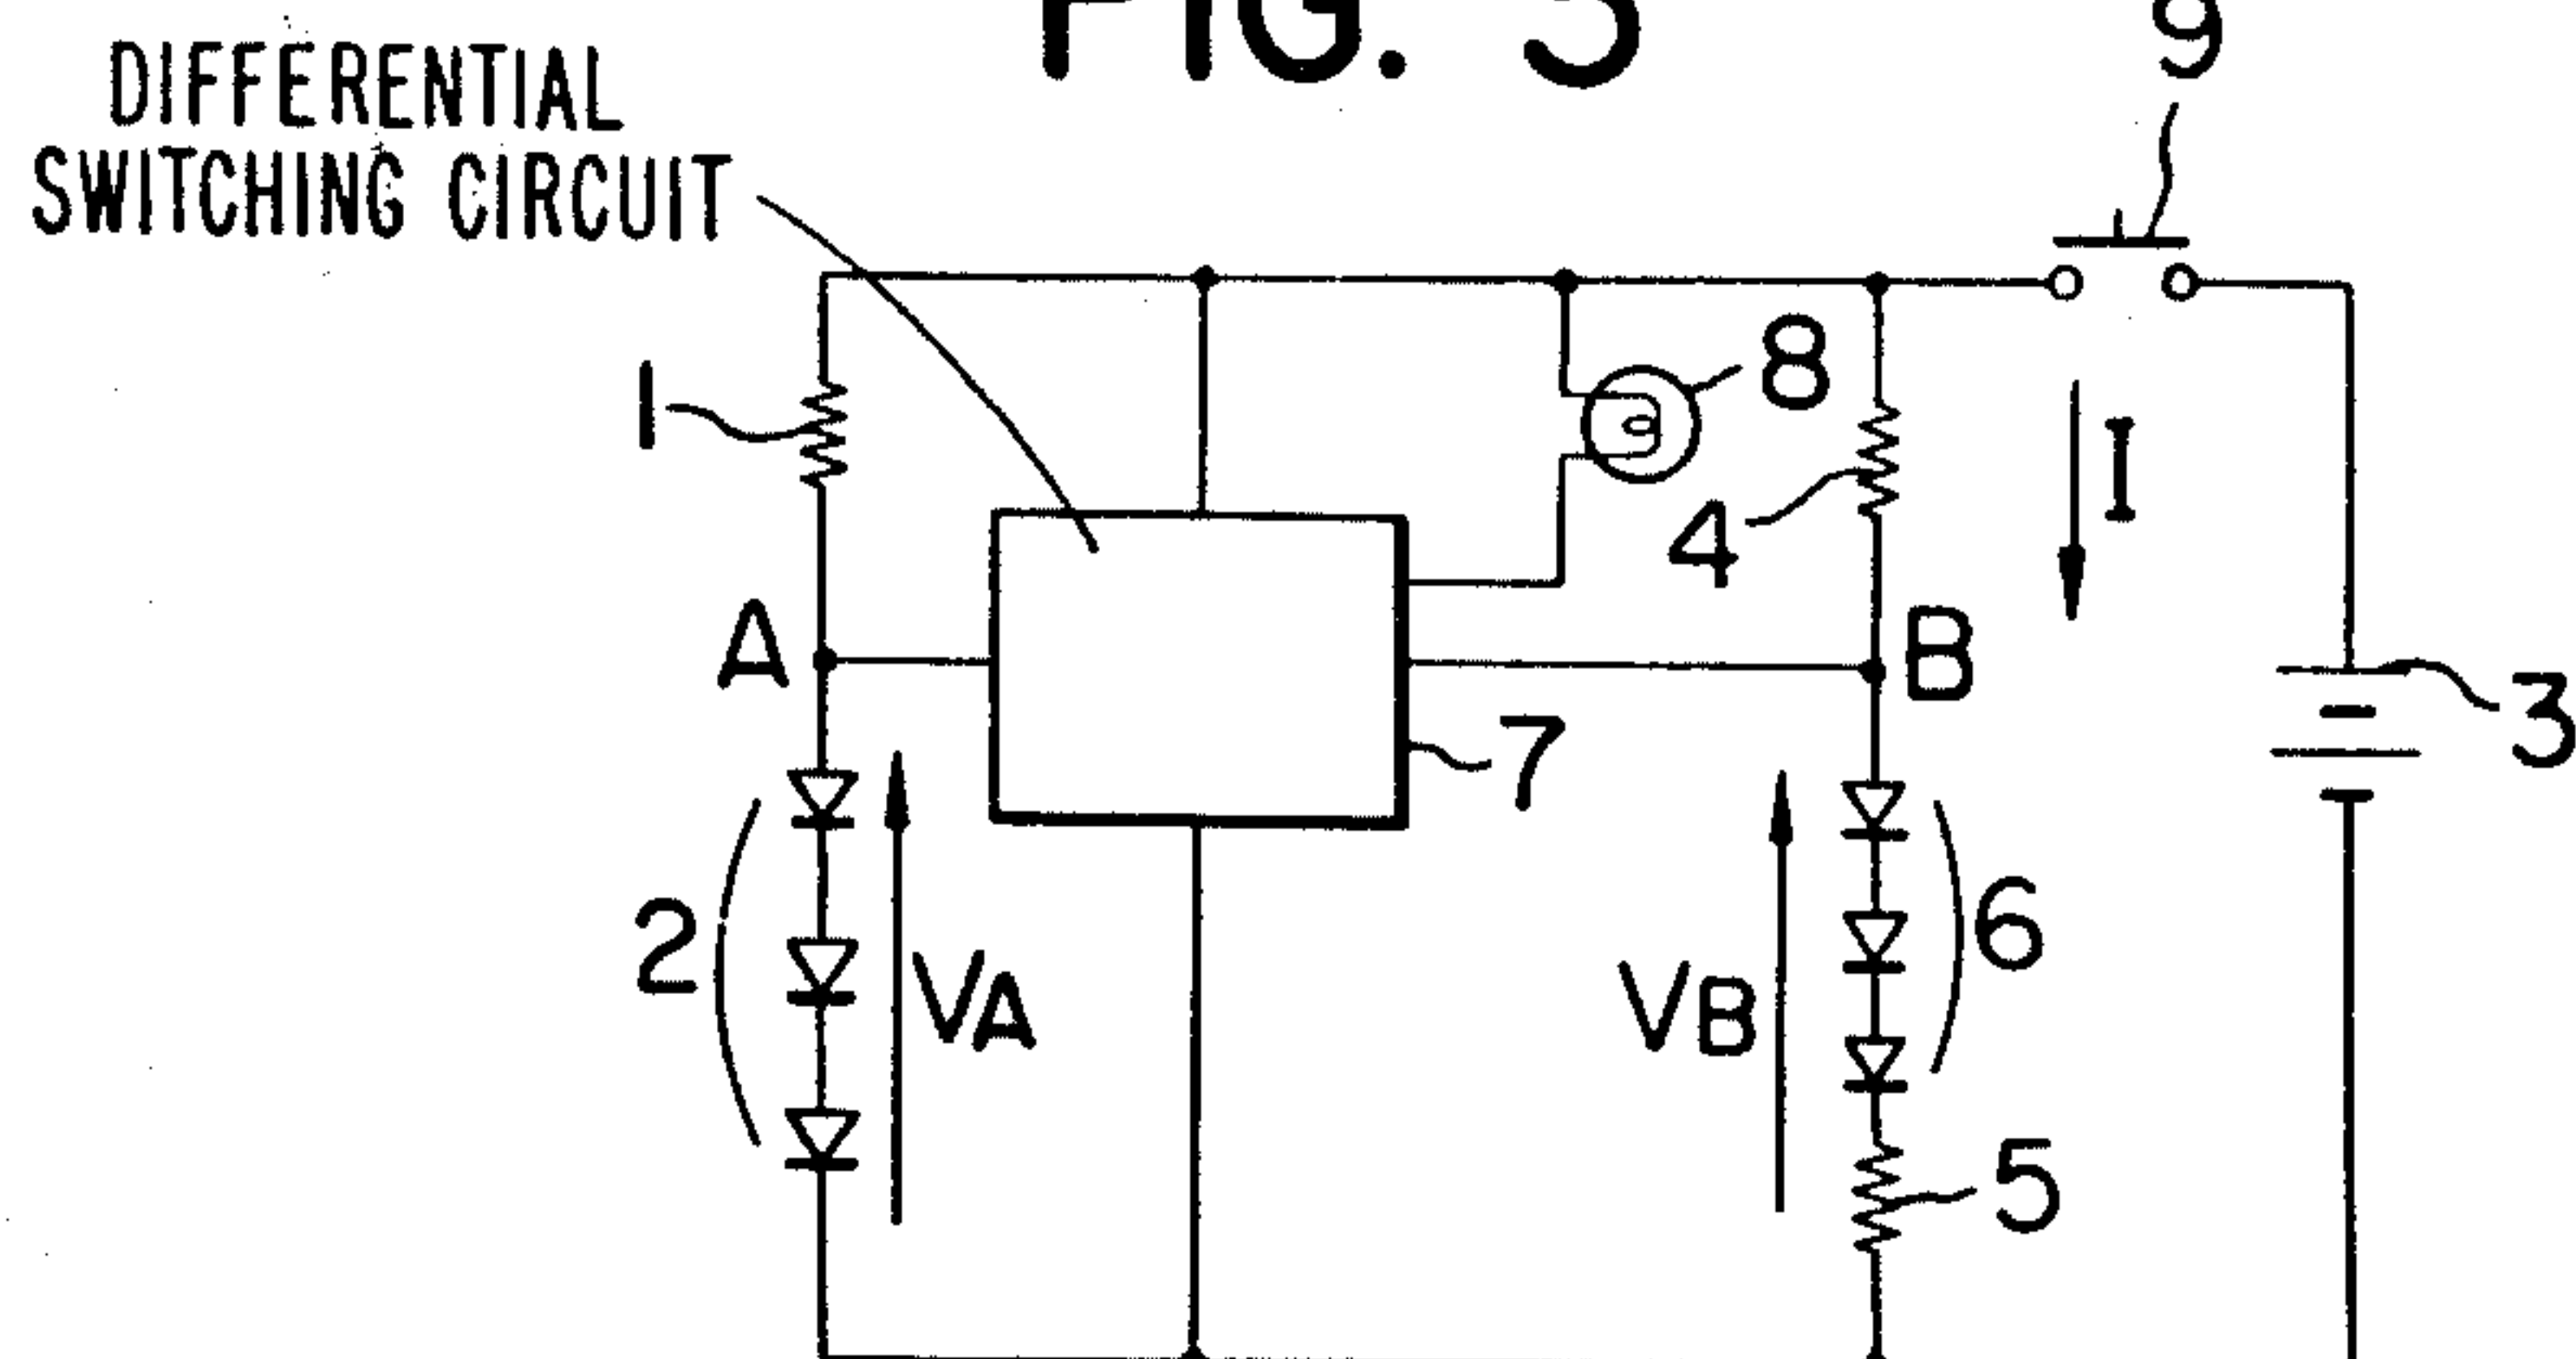 FIG. 3
9
DIFFERENTIAL
SWITCHING CIRCUIT
1
8
4
I
A
B
3
7
2
VA
VB
6
5